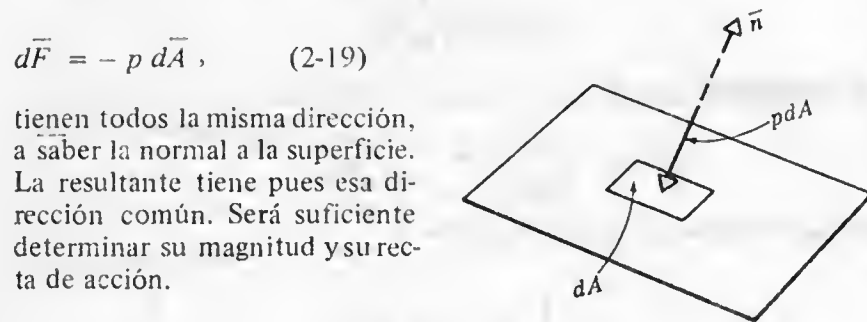 dF̅ = − p dA̅ , (2-19)
tienen todos la misma dirección,
a saber la normal a la superficie.
La resultante tiene pues esa di-
rección común. Será suficiente
determinar su magnitud y su rec-
ta de acción.
n̅
pdA
dA